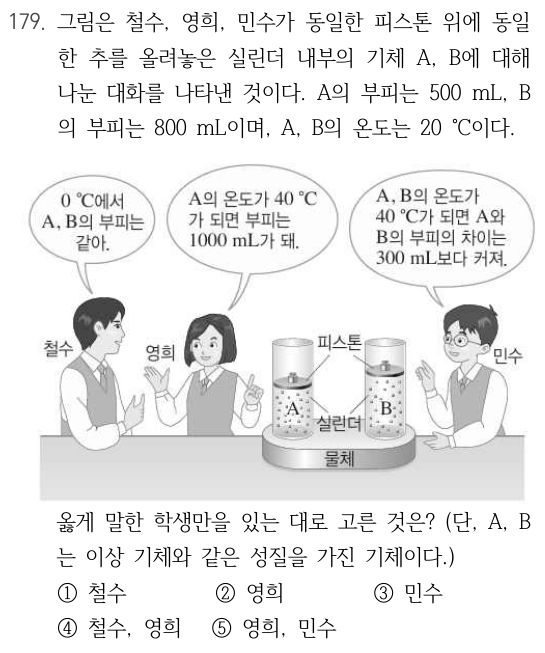 179. 그림은 철수, 영희, 민수가 동일한 피스톤 위에 동일
한 추를 올려놓은 실린더 내부의 기체 A, B에 대해
나눈 대화를 나타낸 것이다. A의 부피는 500 mL, B
의 부피는 800 mL이며, A, B의 온도는 20 ℃이다.
0 ℃에서
A, B의 부피는
같아.
A의 온도가 40 ℃
가 되면 부피는
1000 mL가 돼.
A, B의 온도가
40 ℃가 되면 A와
B의 부피의 차이는
300 mL보다 커져.
철수
영희
피스톤
민수
A
실린더
B
물체
옳게 말한 학생만을 있는 대로 고른 것은? (단, A, B
는 이상 기체와 같은 성질을 가진 기체이다.)
① 철수 ② 영희 ③ 민수
④ 철수, 영희 ⑤ 영희, 민수